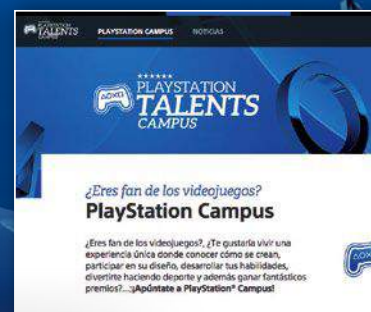 PLAYSTATION
TALENTS
CAMPUS
PLAYSTATION CAMPUS
NOTICIAS
PLAYSTATION
TALENTS
CAMPUS
¿Eres fan de los videojuegos?
PlayStation Campus
¿Eres fan de los videojuegos?, ¿Te gustaría vivir una
experiencia única donde conocer cómo se crean,
participar en su diseño, desarrollar tus habilidades,
divertirte haciendo deporte y además ganar fantásticos
premios?...¡Apúntate a PlayStation® Campus!